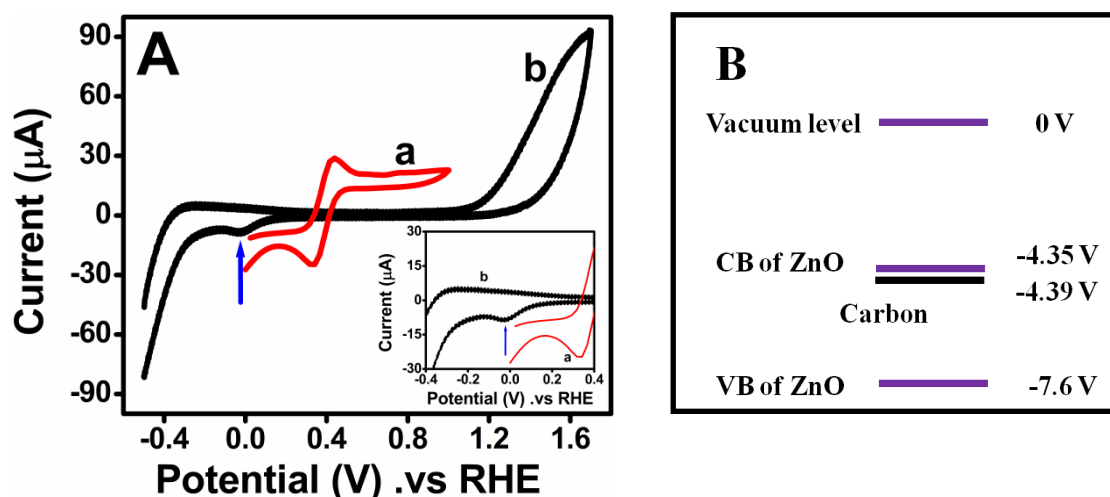 A
90
60
30
0
-30
-60
-90
Current (μA)
b
a
-0.4 0.0 0.4 0.8 1.2 1.6
Potential (V) .vs RHE
30
15
0
-15
-30
Current (μA)
b
a
-0.4 -0.2 0.0 0.2 0.4
Potential (V) .vs RHE
B
Vacuum level 0 V
CB of ZnO -4.35 V
-4.39 V
Carbon
VB of ZnO -7.6 V